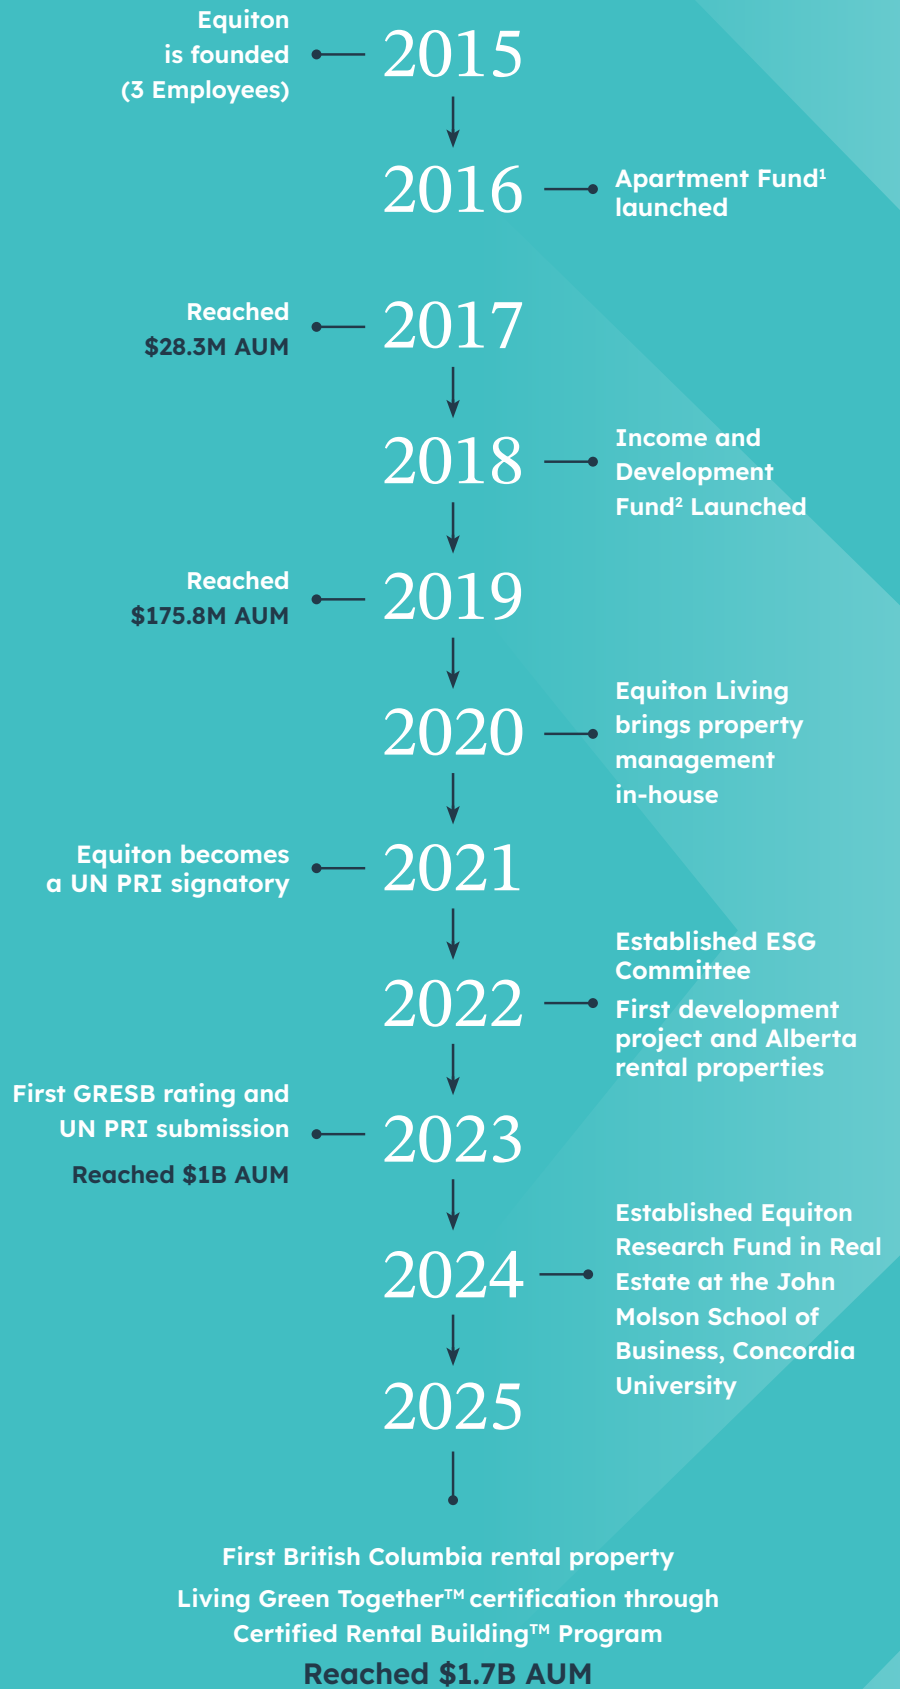 Equiton
is founded
(3 Employees)
2015
2016
Apartment Fund¹
launched
Reached
$28.3M AUM
2017
2018
Income and
Development
Fund² Launched
Reached
$175.8M AUM
2019
2020
Equiton Living
brings property
management
in-house
Equiton becomes
a UN PRI signatory
2021
2022
Established ESG
Committee
First development
project and Alberta
rental properties
First GRESB rating and
UN PRI submission
Reached $1B AUM
2023
2024
Established Equiton
Research Fund in Real
Estate at the John
Molson School of
Business, Concordia
University
2025
First British Columbia rental property
Living Green Together™ certification through
Certified Rental Building™ Program
Reached $1.7B AUM